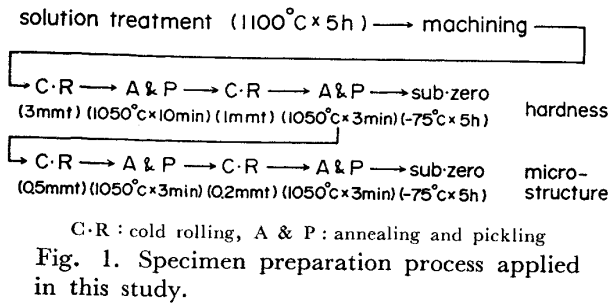 solution treatment (1100°C×5h) → machining
C·R → A & P → C·R → A & P → sub·zero
(3mmt) (1050°C×10min) (1mmt) (1050°C×3min) (-75°C×5h) hardness
C·R → A & P → C·R → A & P → sub·zero micro-
(0.5mmt) (1050°C×3min) (0.2mmt) (1050°C×3min) (-75°C×5h) structure
C·R : cold rolling, A & P : annealing and pickling
Fig. 1. Specimen preparation process applied
in this study.